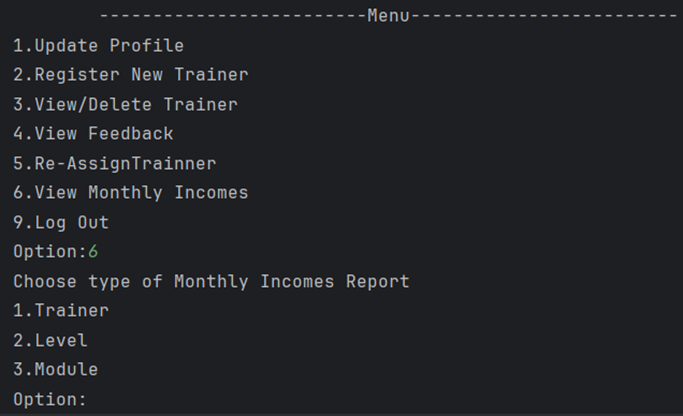 -------------------------Menu-------------------------
1.Update Profile
2.Register New Trainer
3.View/Delete Trainer
4.View Feedback
5.Re-AssignTrainner
6.View Monthly Incomes
9.Log Out
Option:6
Choose type of Monthly Incomes Report
1.Trainer
2.Level
3.Module
Option: